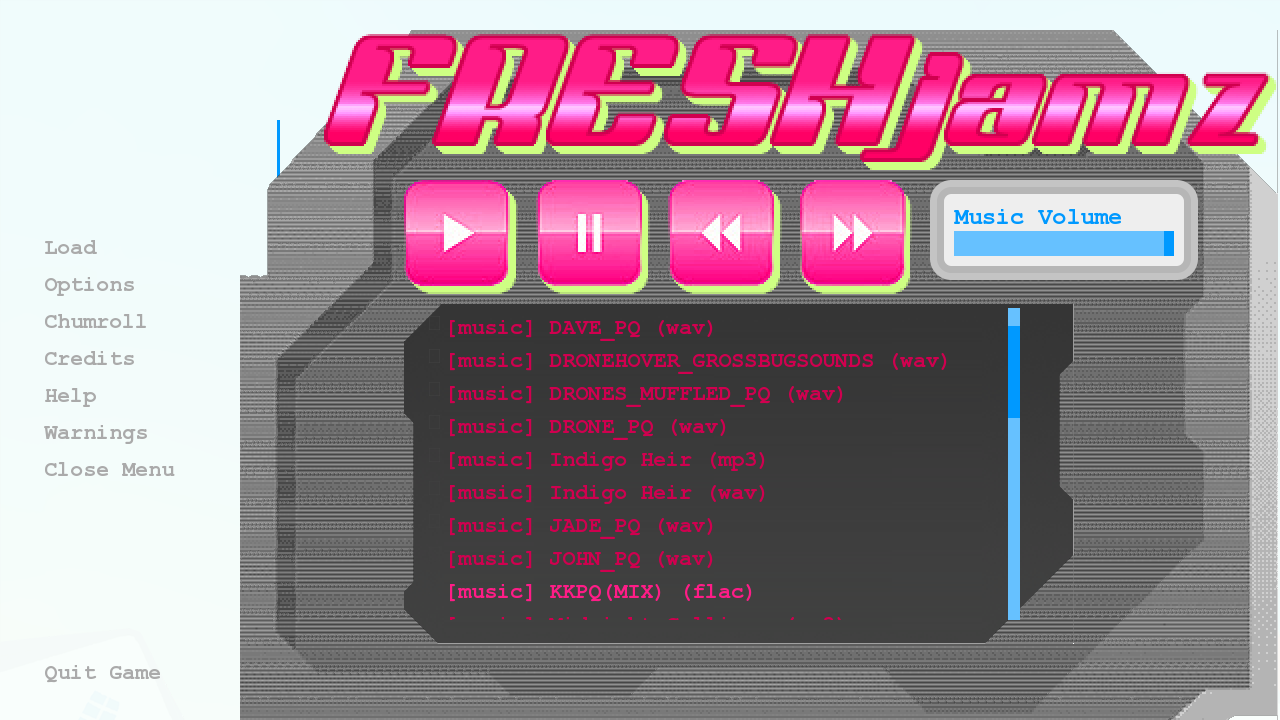 FRESHjamz
Music Volume
Load
Options
Chumroll
Credits
Help
Warnings
Close Menu
Quit Game
[music] DAVE_PQ (wav)
[music] DRONEHOVER_GROSSBUGSOUNDS (wav)
[music] DRONES_MUFFLED_PQ (wav)
[music] DRONE_PQ (wav)
[music] Indigo Heir (mp3)
[music] Indigo Heir (wav)
[music] JADE_PQ (wav)
[music] JOHN_PQ (wav)
[music] KKPQ(MIX) (flac)